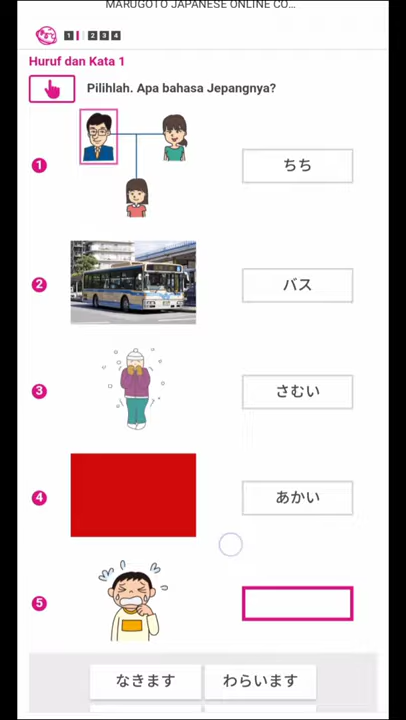 MARUGOTO JAPANESE ONLINE CO...
1 2 3 4
Huruf dan Kata 1
Pilihlah. Apa bahasa Jepangnya?
1 ちち
2 バス
3 さむい
4 あかい
5
なきます わらいます